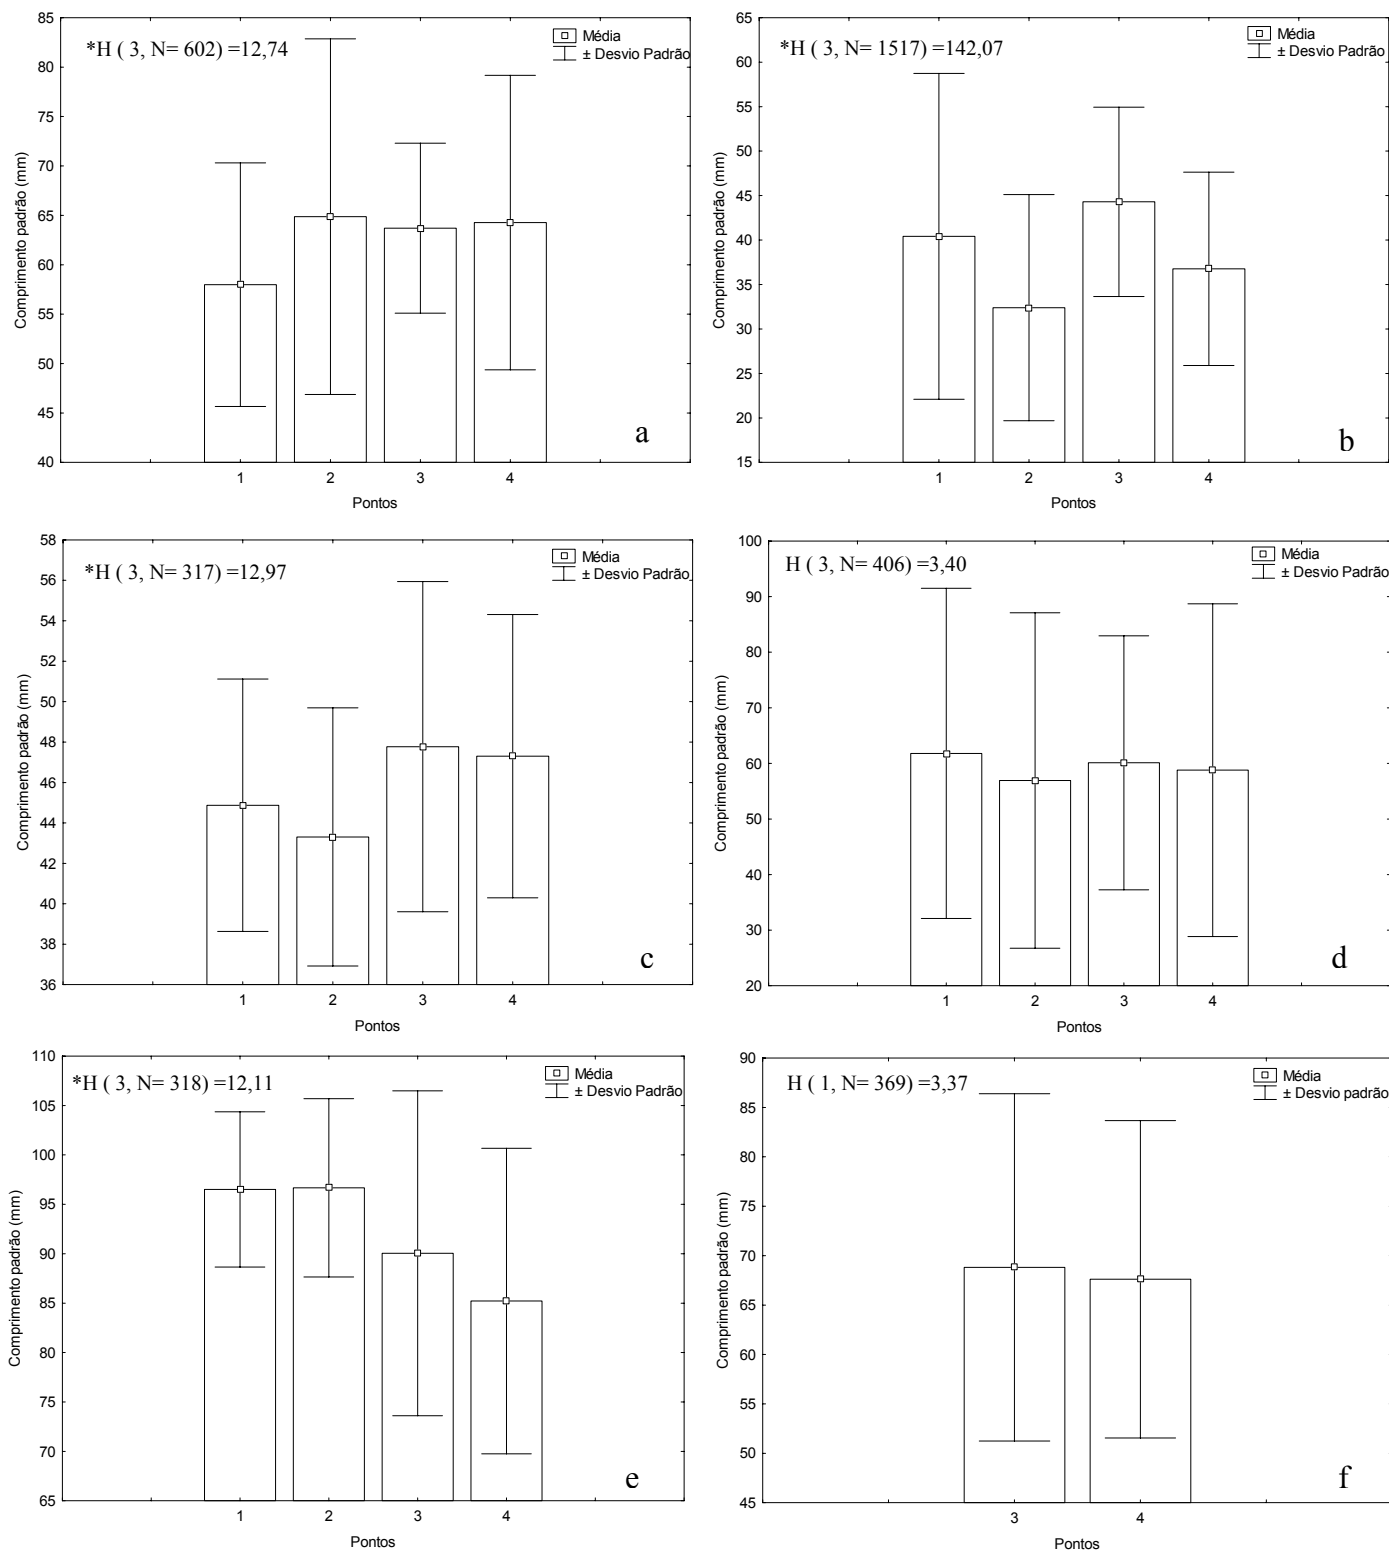 *H ( 3, N= 602) =12,74
Média
± Desvio Padrão
Comprimento padrão (mm)
85
80
75
70
65
60
55
50
45
40
1 2 3 4
Pontos
a
*H ( 3, N= 1517) =142,07
Média
± Desvio Padrão
Comprimento padrão (mm)
65
60
55
50
45
40
35
30
25
20
15
1 2 3 4
Pontos
b
*H ( 3, N= 317) =12,97
Média
± Desvio Padrão
Comprimento padrão (mm)
58
56
54
52
50
48
46
44
42
40
38
36
1 2 3 4
Pontos
c
H ( 3, N= 406) =3,40
Média
± Desvio Padrão
Comprimento padrão (mm)
100
90
80
70
60
50
40
30
20
1 2 3 4
Pontos
d
*H ( 3, N= 318) =12,11
Média
± Desvio Padrão
Comprimento padrão (mm)
110
105
100
95
90
85
80
75
70
65
1 2 3 4
Pontos
e
H ( 1, N= 369) =3,37
Média
± Desvio padrão
Comprimento padrão (mm)
90
85
80
75
70
65
60
55
50
45
3 4
Pontos
f